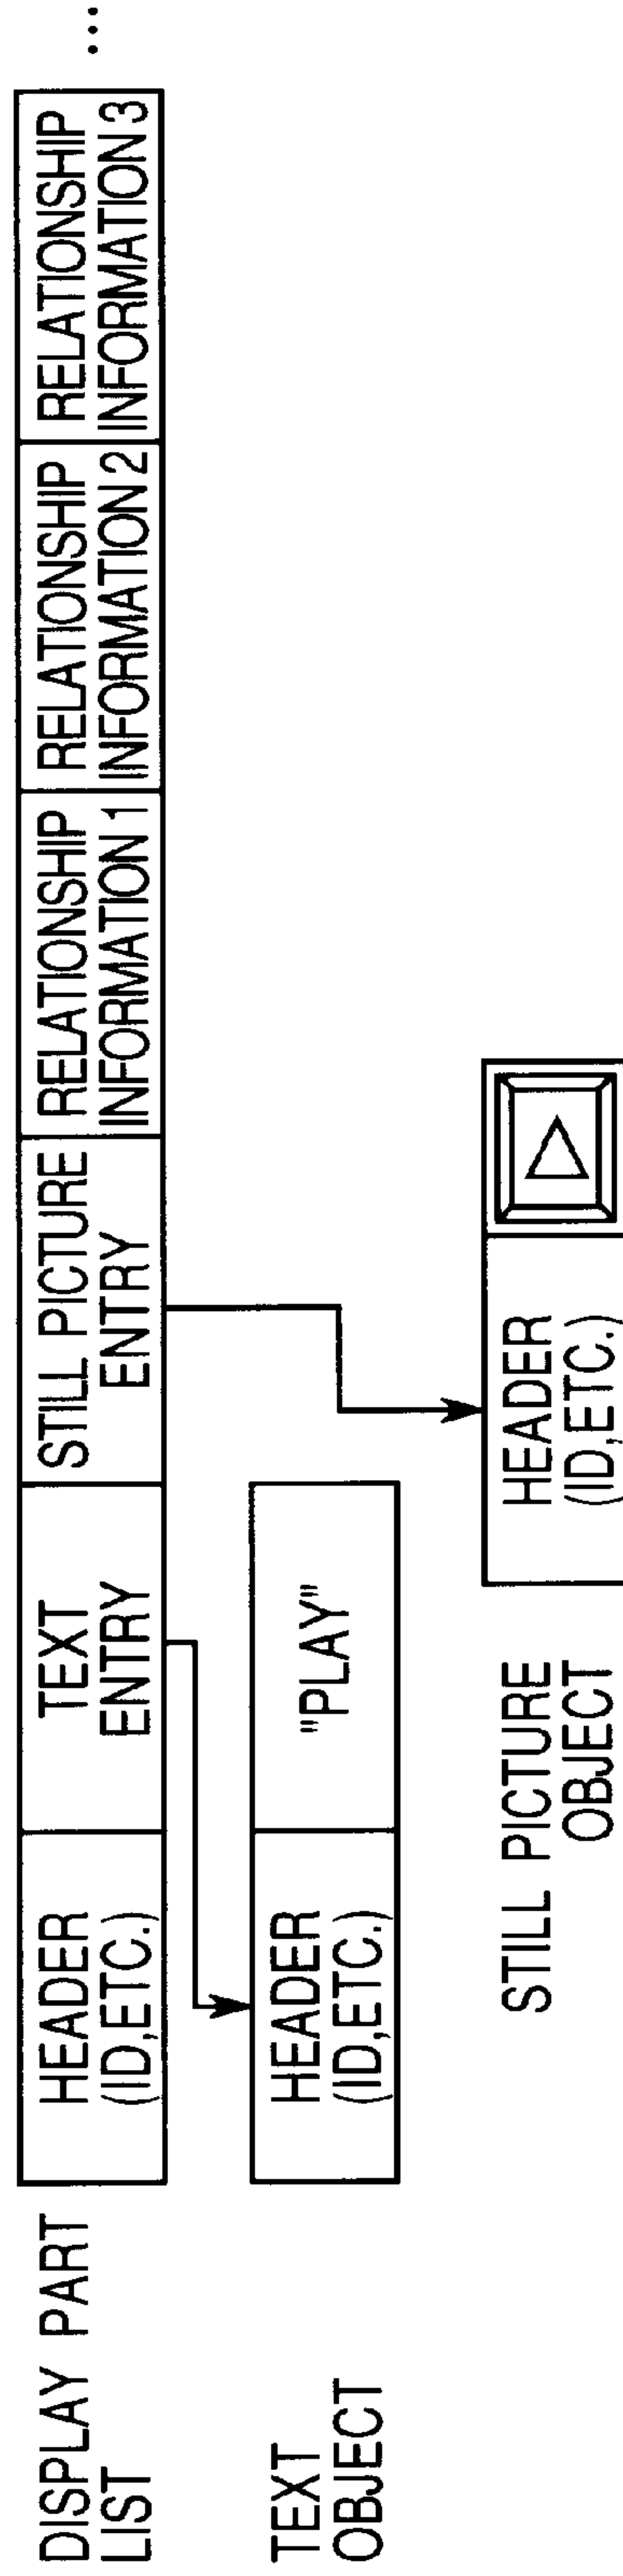 DISPLAY PART
LIST
HEADER
(ID,ETC.)
TEXT
ENTRY
STILL PICTURE
ENTRY
RELATIONSHIP
INFORMATION 1
RELATIONSHIP
INFORMATION 2
RELATIONSHIP
INFORMATION 3
...
TEXT
OBJECT
HEADER
(ID,ETC.)
"PLAY"
STILL PICTURE
OBJECT
HEADER
(ID,ETC.)